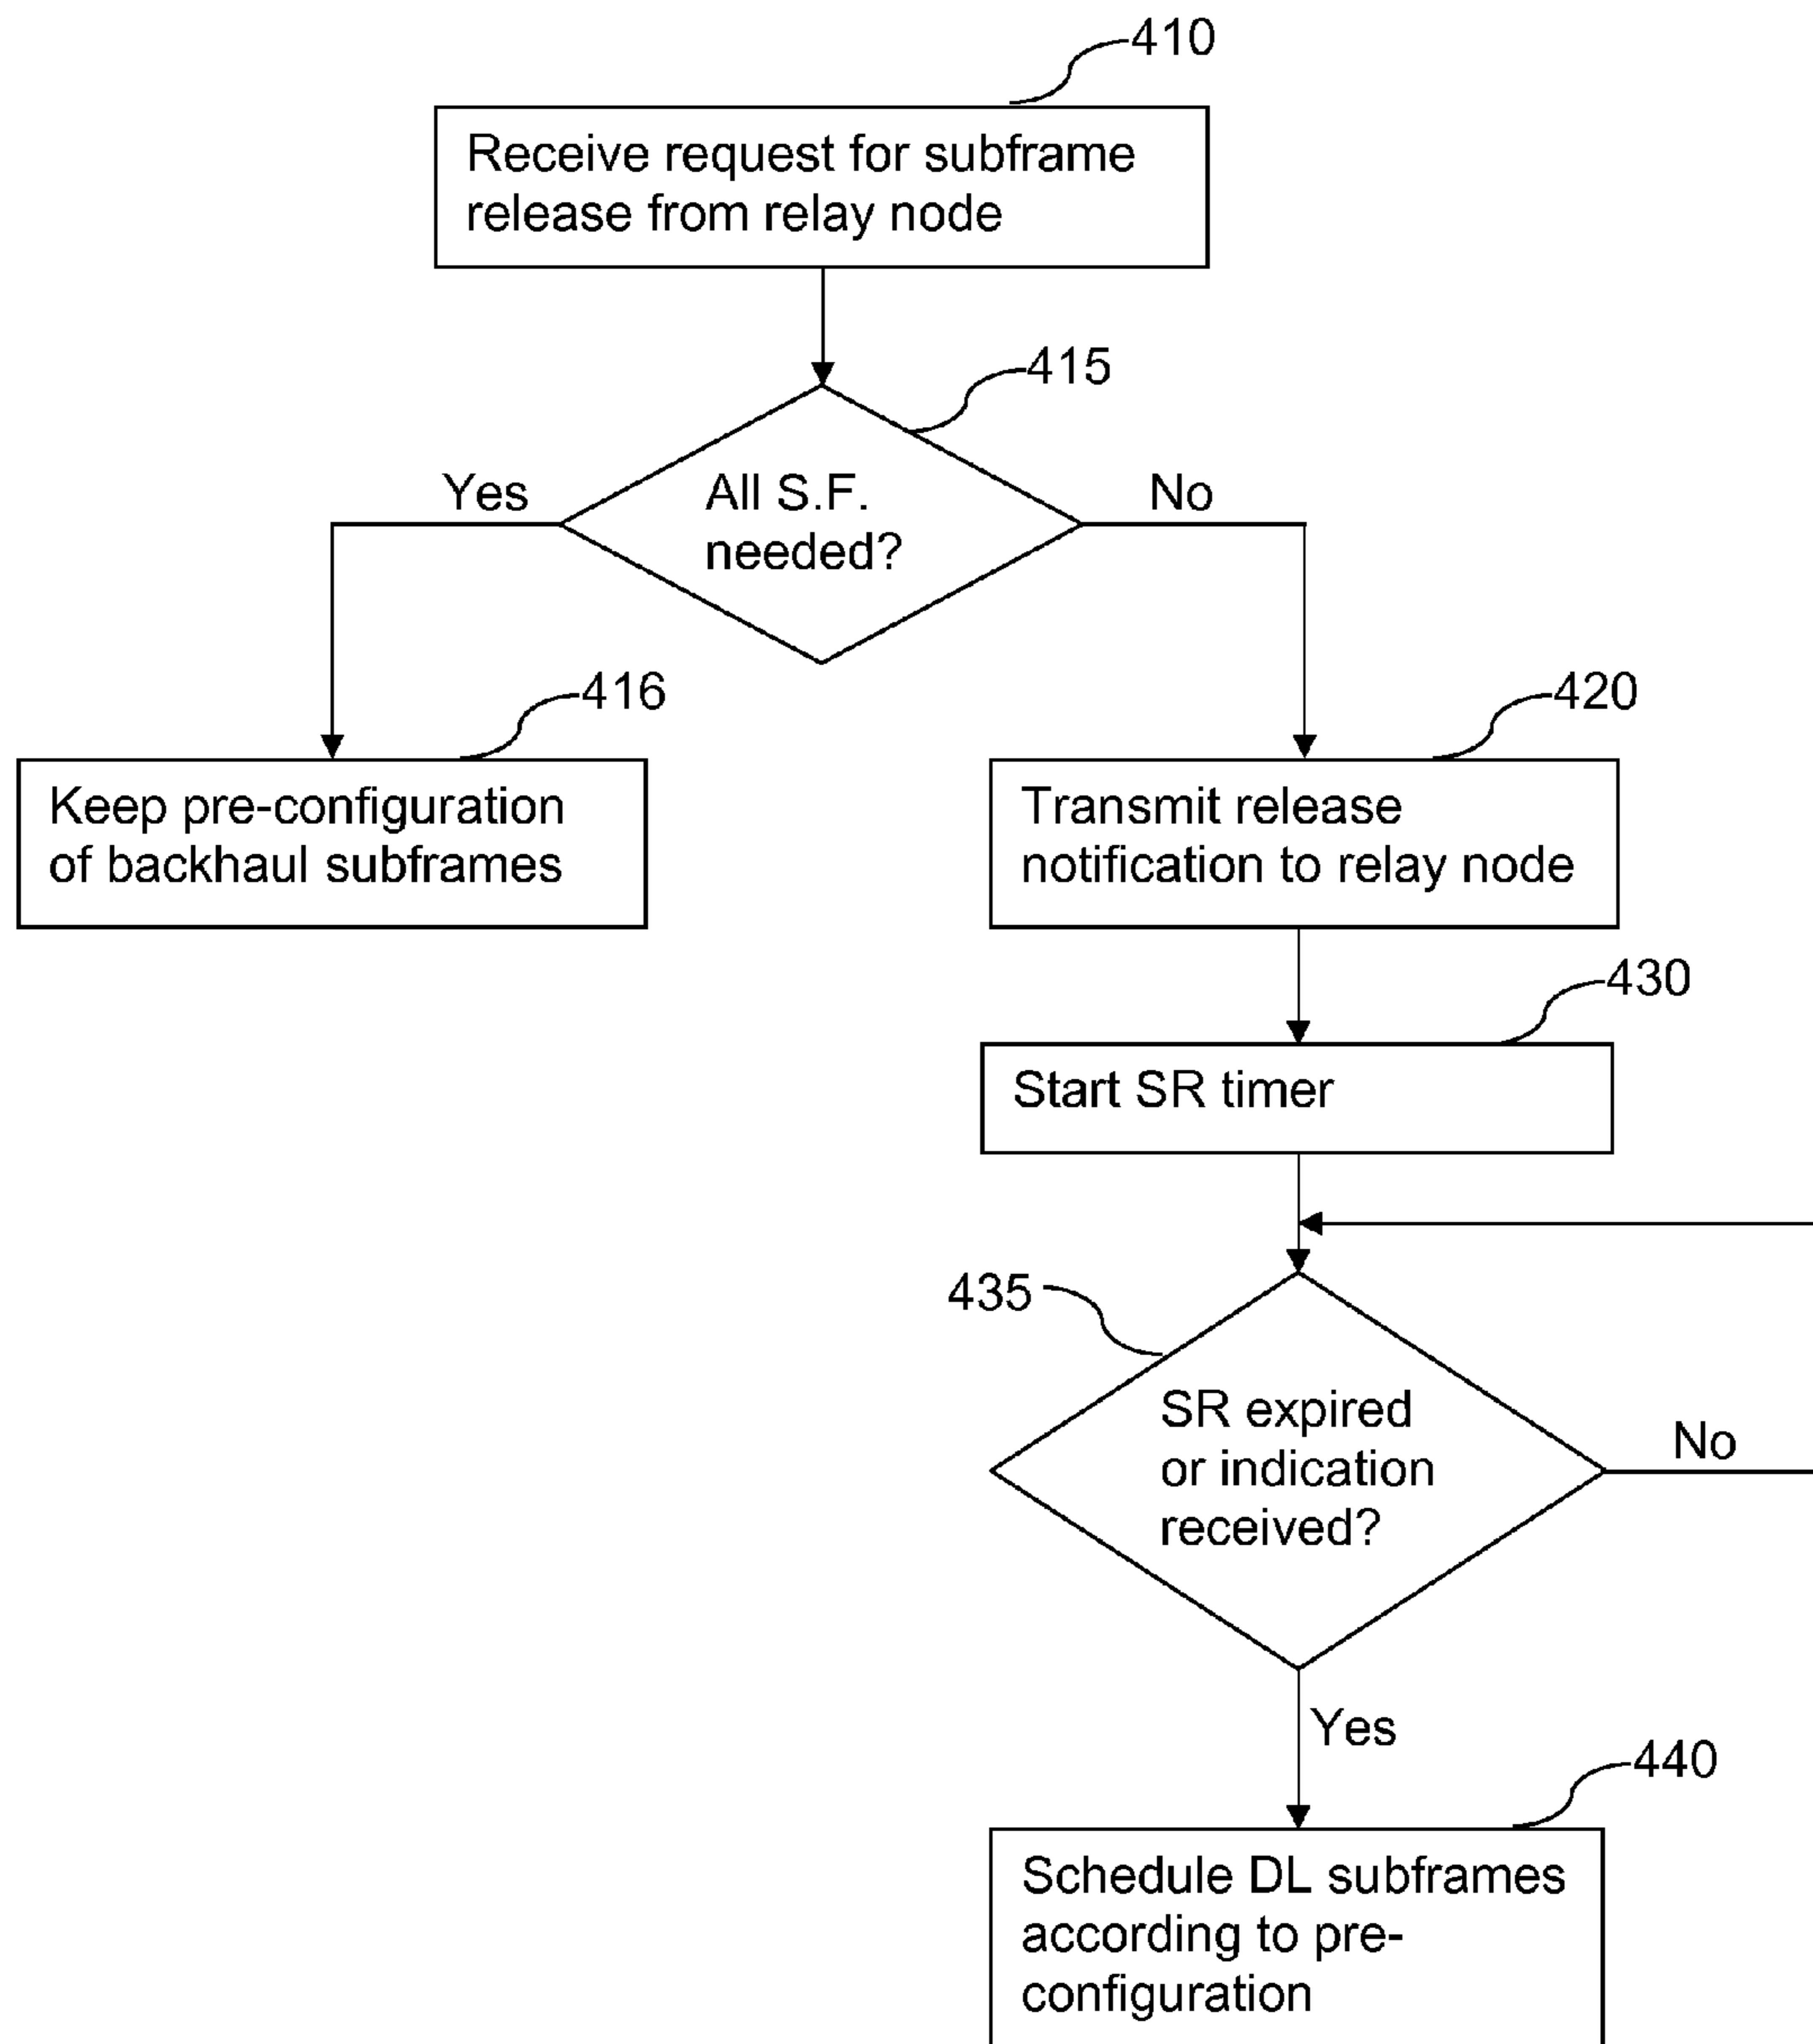 410
Receive request for subframe
release from relay node
415
Yes
All S.F.
needed?
No
416
420
Keep pre-configuration
of backhaul subframes
Transmit release
notification to relay node
430
Start SR timer
435
SR expired
or indication
received?
No
Yes
440
Schedule DL subframes
according to pre-
configuration